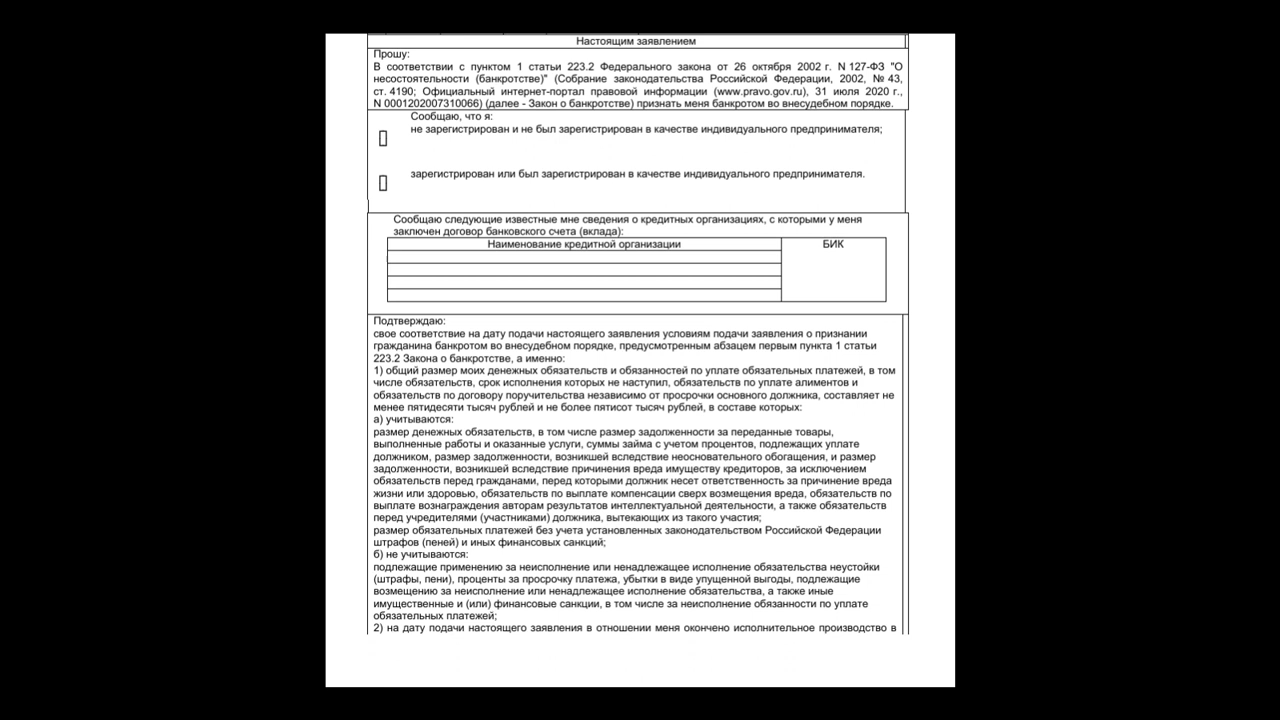 Настоящим заявлением
Прошу:
В соответствии с пунктом 1 статьи 223.2 Федерального закона от 26 октября 2002 г. N 127-ФЗ "О
несостоятельности (банкротстве)" (Собрание законодательства Российской Федерации, 2002, № 43,
ст. 4190; Официальный интернет-портал правовой информации (www.pravo.gov.ru), 31 июля 2020 г.,
N 0001202007310066) (далее - Закон о банкротстве) признать меня банкротом во внесудебном порядке.
Сообщаю, что я:
не зарегистрирован и не был зарегистрирован в качестве индивидуального предпринимателя;
зарегистрирован или был зарегистрирован в качестве индивидуального предпринимателя.
Сообщаю следующие известные мне сведения о кредитных организациях, с которыми у меня
заключен договор банковского счета (вклада):
Наименование кредитной организации БИК
Подтверждаю:
свое соответствие на дату подачи настоящего заявления условиям подачи заявления о признании
гражданина банкротом во внесудебном порядке, предусмотренным абзацем первым пункта 1 статьи
223.2 Закона о банкротстве, а именно:
1) общий размер моих денежных обязательств и обязанностей по уплате обязательных платежей, в том
числе обязательств, срок исполнения которых не наступил, обязательств по уплате алиментов и
обязательств по договору поручительства независимо от просрочки основного должника, составляет не
менее пятидесяти тысяч рублей и не более пятисот тысяч рублей, в составе которых:
а) учитываются:
размер денежных обязательств, в том числе размер задолженности за переданные товары,
выполненные работы и оказанные услуги, суммы займа с учетом процентов, подлежащих уплате
должником, размер задолженности, возникшей вследствие неосновательного обогащения, и размер
задолженности, возникшей вследствие причинения вреда имуществу кредиторов, за исключением
обязательств перед гражданами, перед которыми должник несет ответственность за причинение вреда
жизни или здоровью, обязательств по выплате компенсации сверх возмещения вреда, обязательств по
выплате вознаграждения авторам результатов интеллектуальной деятельности, а также обязательств
перед учредителями (участниками) должника, вытекающих из такого участия;
размер обязательных платежей без учета установленных законодательством Российской Федерации
штрафов (пеней) и иных финансовых санкций;
б) не учитываются:
подлежащие применению за неисполнение или ненадлежащее исполнение обязательства неустойки
(штрафы, пени), проценты за просрочку платежа, убытки в виде упущенной выгоды, подлежащие
возмещению за неисполнение или ненадлежащее исполнение обязательства, а также иные
имущественные и (или) финансовые санкции, в том числе за неисполнение обязанности по уплате
обязательных платежей;
2) на дату подачи настоящего заявления в отношении меня окончено исполнительное производство в